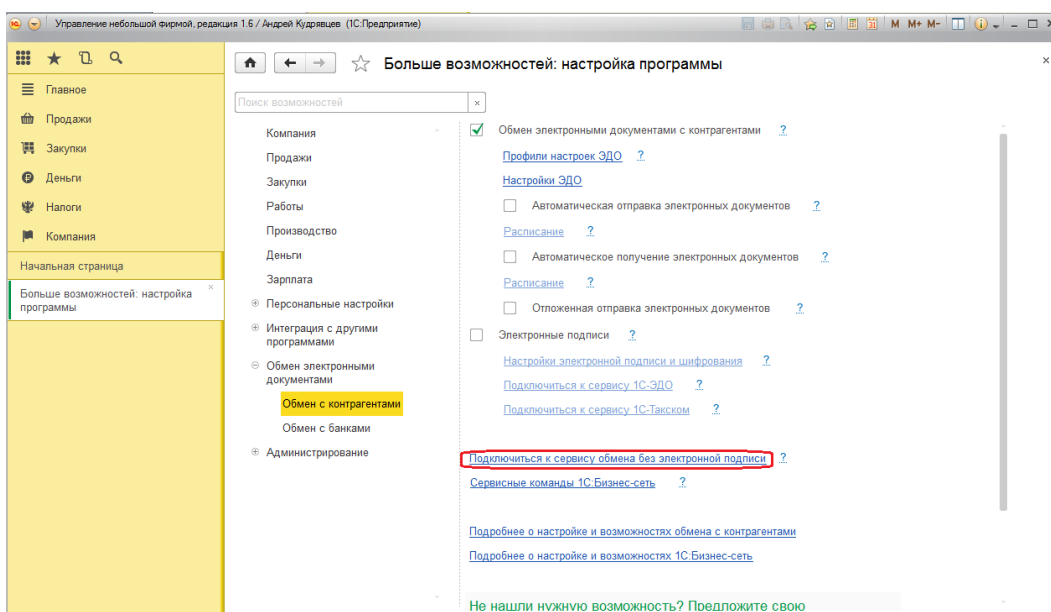 Управление небольшой фирмой, редакция 1.6 / Андрей Кудрявцев (1С:Предприятие)
M M+ M-
Больше возможностей: настройка программы
Главное
Продажи
Закупки
Деньги
Налоги
Компания
Начальная страница
Больше возможностей: настройка
программы
Поиск возможностей
Компания
Продажи
Закупки
Работы
Производство
Деньги
Зарплата
Персональные настройки
Интеграция с другими
программами
Обмен электронными
документами
Обмен с контрагентами
Обмен с банками
Администрирование
Обмен электронными документами с контрагентами ?
Профили настроек ЭДО ?
Настройки ЭДО
Автоматическая отправка электронных документов ?
Расписание ?
Автоматическое получение электронных документов ?
Расписание ?
Отложенная отправка электронных документов ?
Электронные подписи ?
Настройки электронной подписи и шифрования ?
Подключиться к сервису 1С-ЭДО ?
Подключиться к сервису 1С-Такском ?
Подключиться к сервису обмена без электронной подписи ?
Сервисные команды 1С:Бизнес-сеть ?
Подробнее о настройке и возможностях обмена с контрагентами
Подробнее о настройке и возможностях 1С:Бизнес-сеть
Не нашли нужную возможность? Предложите свою